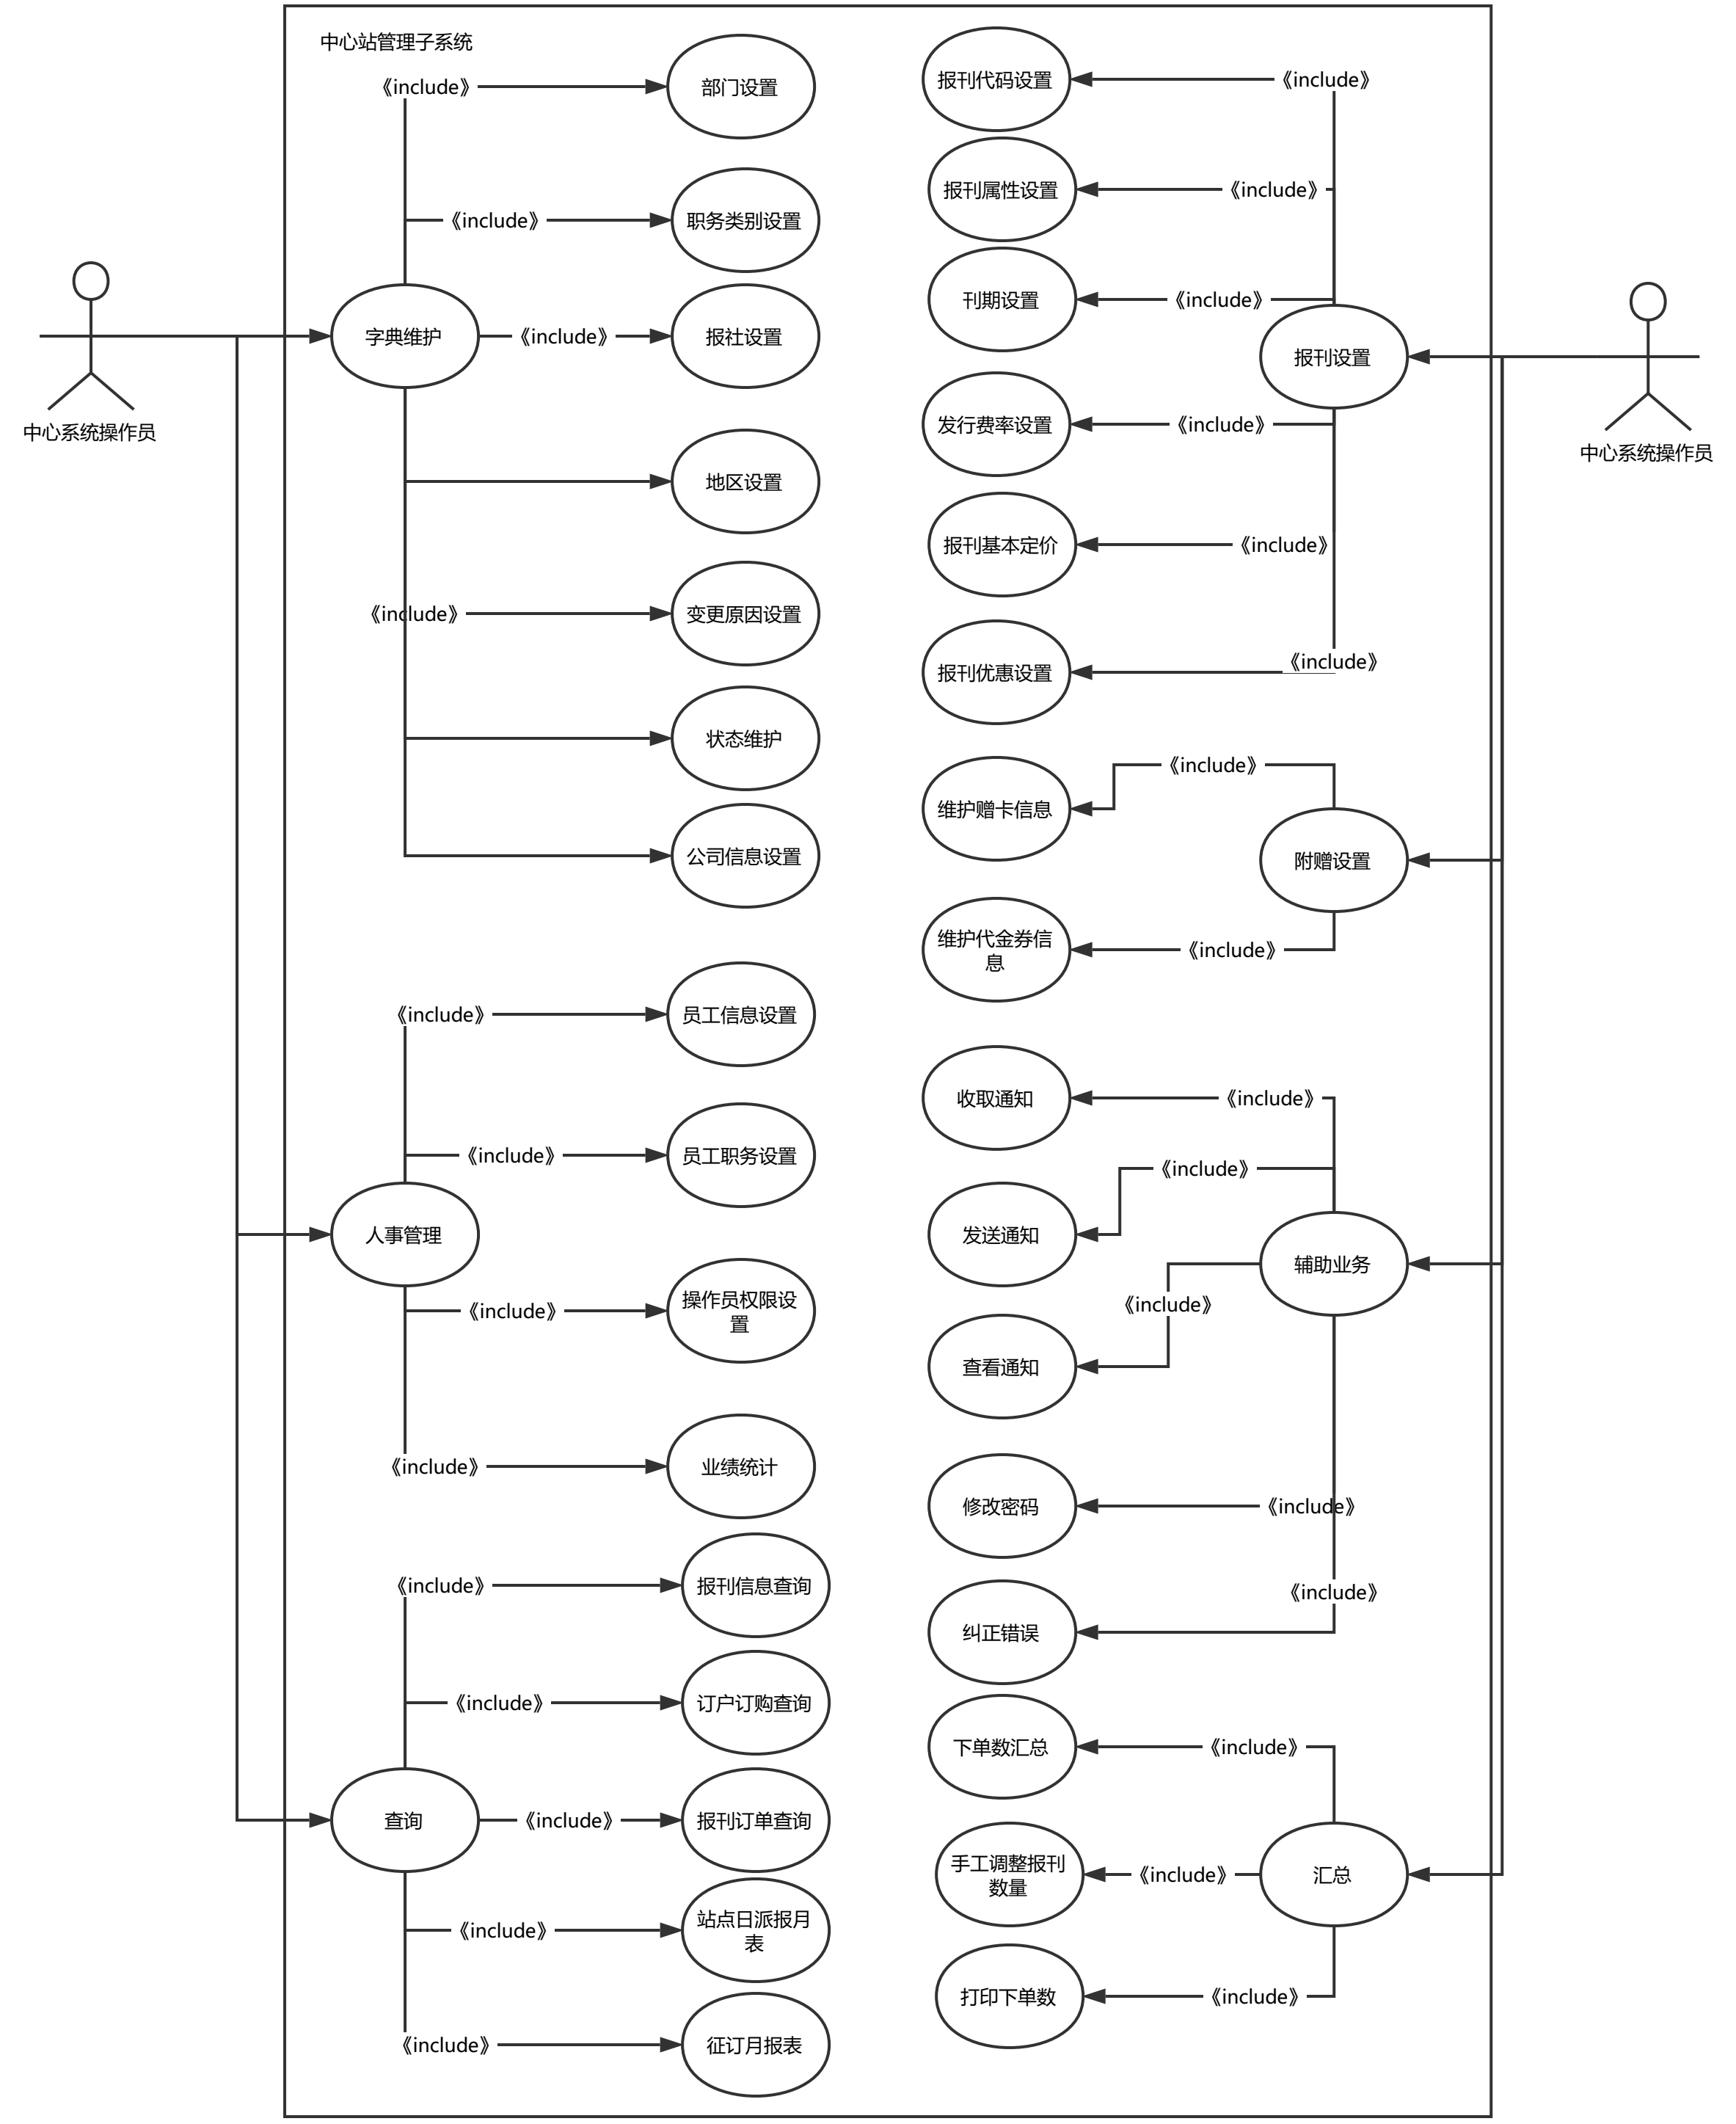 中心站管理子系统
《include》
部门设置
《include》
职务类别设置
中心系统操作员
字典维护
《include》
报社设置
地区设置
《include》
变更原因设置
状态维护
公司信息设置
《include》
员工信息设置
《include》
员工职务设置
人事管理
《include》
操作员权限设
置
《include》
业绩统计
《include》
报刊信息查询
《include》
订户订购查询
查询
《include》
报刊订单查询
《include》
站点日派报月
表
《include》
征订月报表
报刊代码设置
《include》
报刊属性设置
《include》
刊期设置
《include》
报刊设置
中心系统操作员
发行费率设置
《include》
报刊基本定价
《include》
报刊优惠设置
《include》
维护赠卡信息
《include》
附赠设置
维护代金券信
息
《include》
收取通知
《include》
《include》
发送通知
辅助业务
《include》
查看通知
修改密码
《include》
《include》
纠正错误
下单数汇总
《include》
手工调整报刊
数量
《include》
汇总
打印下单数
《include》